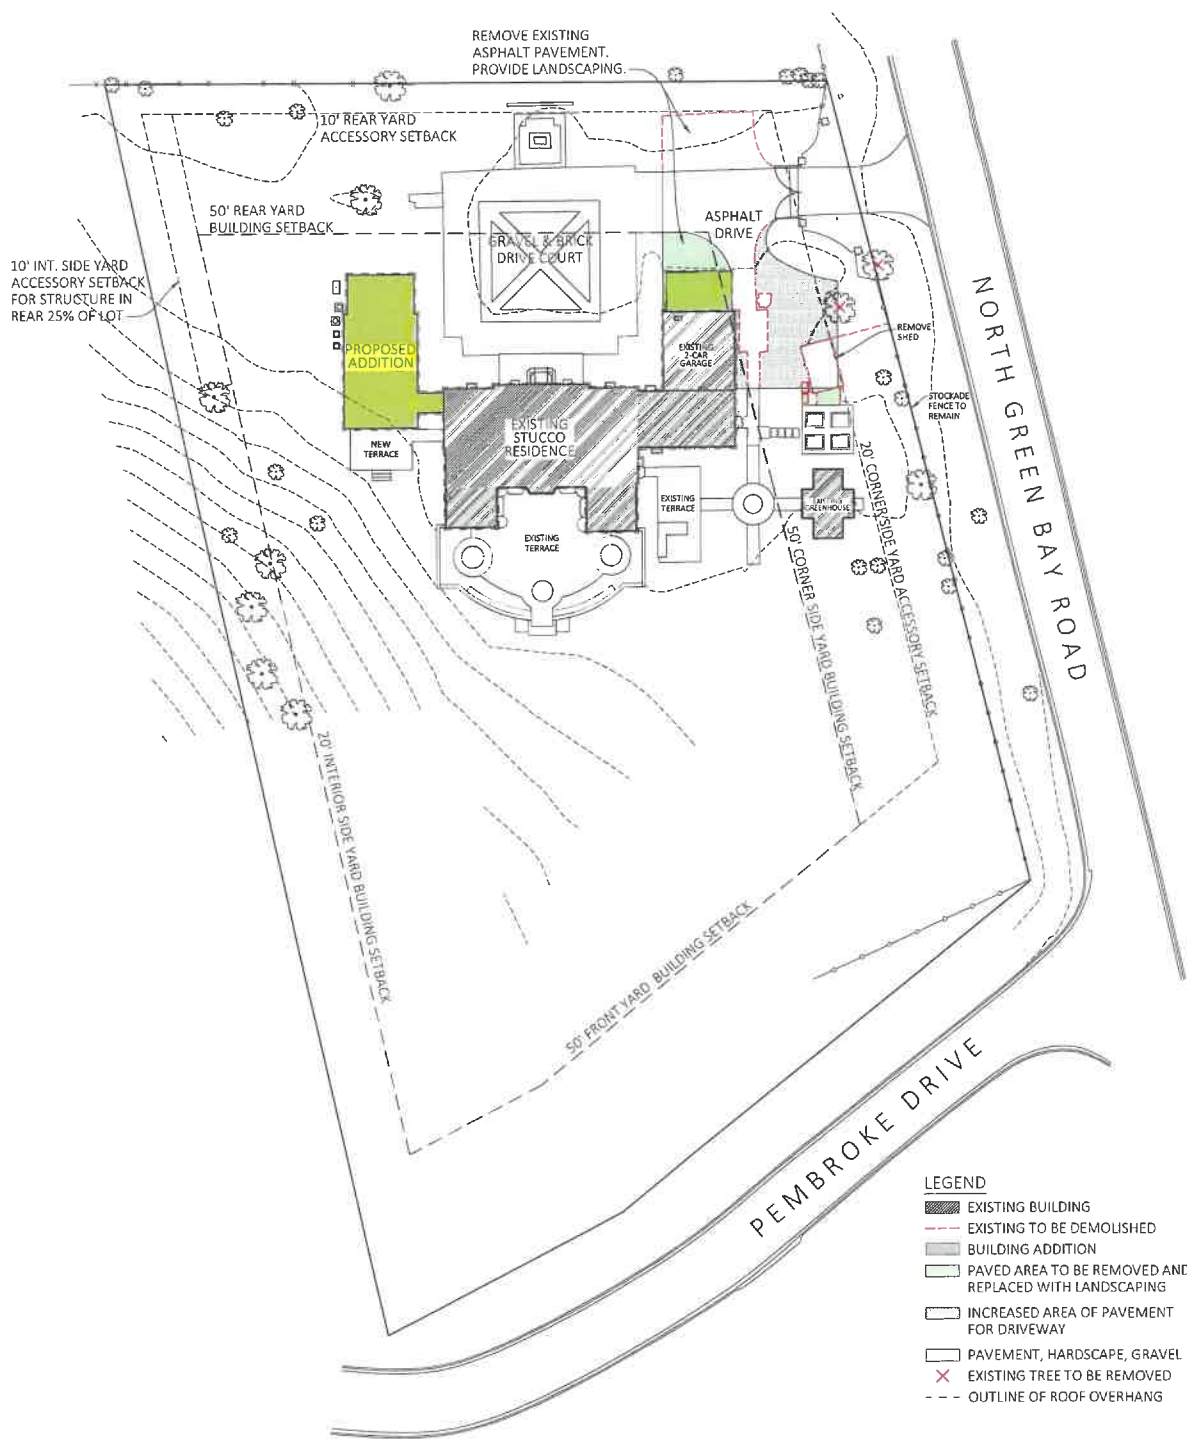 REMOVE EXISTING
ASPHALT PAVEMENT.
PROVIDE LANDSCAPING.
10' REAR YARD
ACCESSORY SETBACK
50' REAR YARD
BUILDING SETBACK
ASPHALT
DRIVE
GRAVEL & BRICK
DRIVE COURT
10' INT. SIDE YARD
ACCESSORY SETBACK
FOR STRUCTURE IN
REAR 25% OF LOT
PROPOSED
ADDITION
EXISTING
2-CAR
GARAGE
REMOVE
SHED
STOCKADE
FENCE TO
REMAIN
NORTH GREEN BAY ROAD
EXISTING
STUCCO
RESIDENCE
NEW
TERRACE
EXISTING
TERRACE
EXISTING
GREENHOUSE
EXISTING
TERRACE
20' CORNER SIDE YARD ACCESSORY SETBACK
50' CORNER SIDE YARD BUILDING SETBACK
20' INTERIOR SIDE YARD BUILDING SETBACK
50' FRONT YARD BUILDING SETBACK
PEMBROKE DRIVE
LEGEND
EXISTING BUILDING
EXISTING TO BE DEMOLISHED
BUILDING ADDITION
PAVED AREA TO BE REMOVED AND
REPLACED WITH LANDSCAPING
INCREASED AREA OF PAVEMENT
FOR DRIVEWAY
PAVEMENT, HARDSCAPE, GRAVEL
EXISTING TREE TO BE REMOVED
OUTLINE OF ROOF OVERHANG